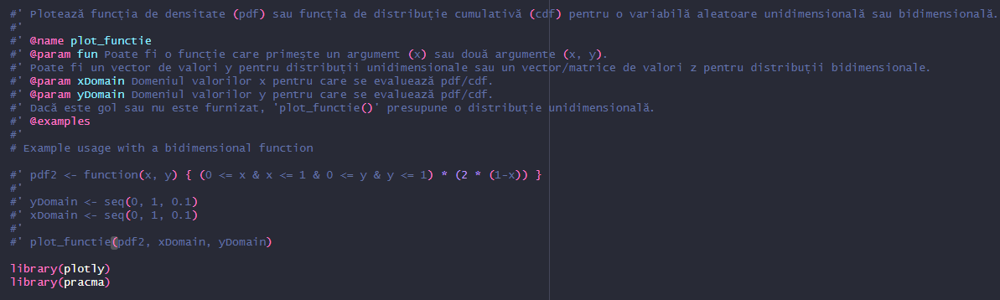 #' Plotează funcția de densitate (pdf) sau funcția de distribuție cumulativă (cdf) pentru o variabilă aleatoare unidimensională sau bidimensională.
#'
#' @name plot_functie
#' @param fun Poate fi o funcție care primește un argument (x) sau două argumente (x, y).
#' Poate fi un vector de valori y pentru distribuții unidimensionale sau un vector/matrice de valori z pentru distribuții bidimensionale.
#' @param xDomain Domeniul valorilor x pentru care se evaluează pdf/cdf.
#' @param yDomain Domeniul valorilor y pentru care se evaluează pdf/cdf.
#' Dacă este gol sau nu este furnizat, 'plot_functie()' presupune o distribuție unidimensională.
#' @examples
#'
# Example usage with a bidimensional function
#' pdf2 <- function(x, y) { (0 <= x & x <= 1 & 0 <= y & y <= 1) * (2 * (1-x)) }
#'
#' yDomain <- seq(0, 1, 0.1)
#' xDomain <- seq(0, 1, 0.1)
#'
#' plot_functie(pdf2, xDomain, yDomain)
library(plotly)
library(pracma)